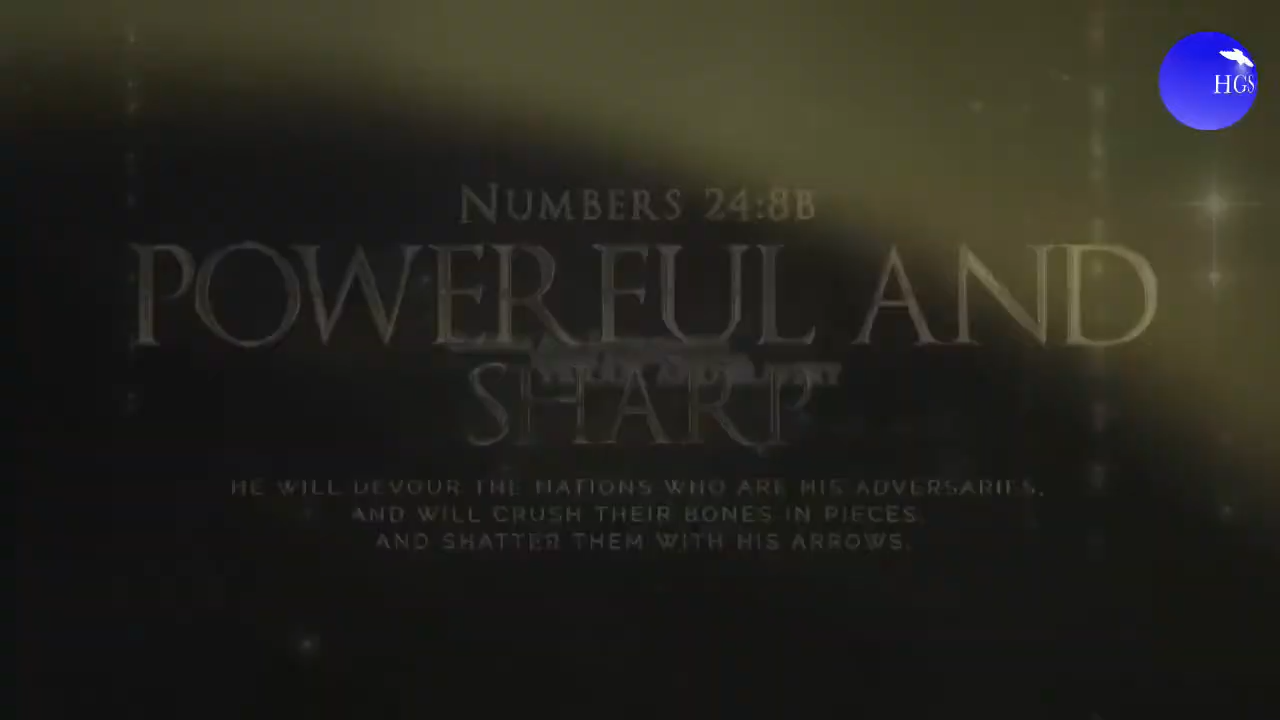 HGS
NUMBERS 24:8B
POWERFUL AND
SHARP
HE WILL DEVOUR THE NATIONS WHO ARE HIS ADVERSARIES,
AND WILL CRUSH THEIR BONES IN PIECES,
AND SHATTER THEM WITH HIS ARROWS.